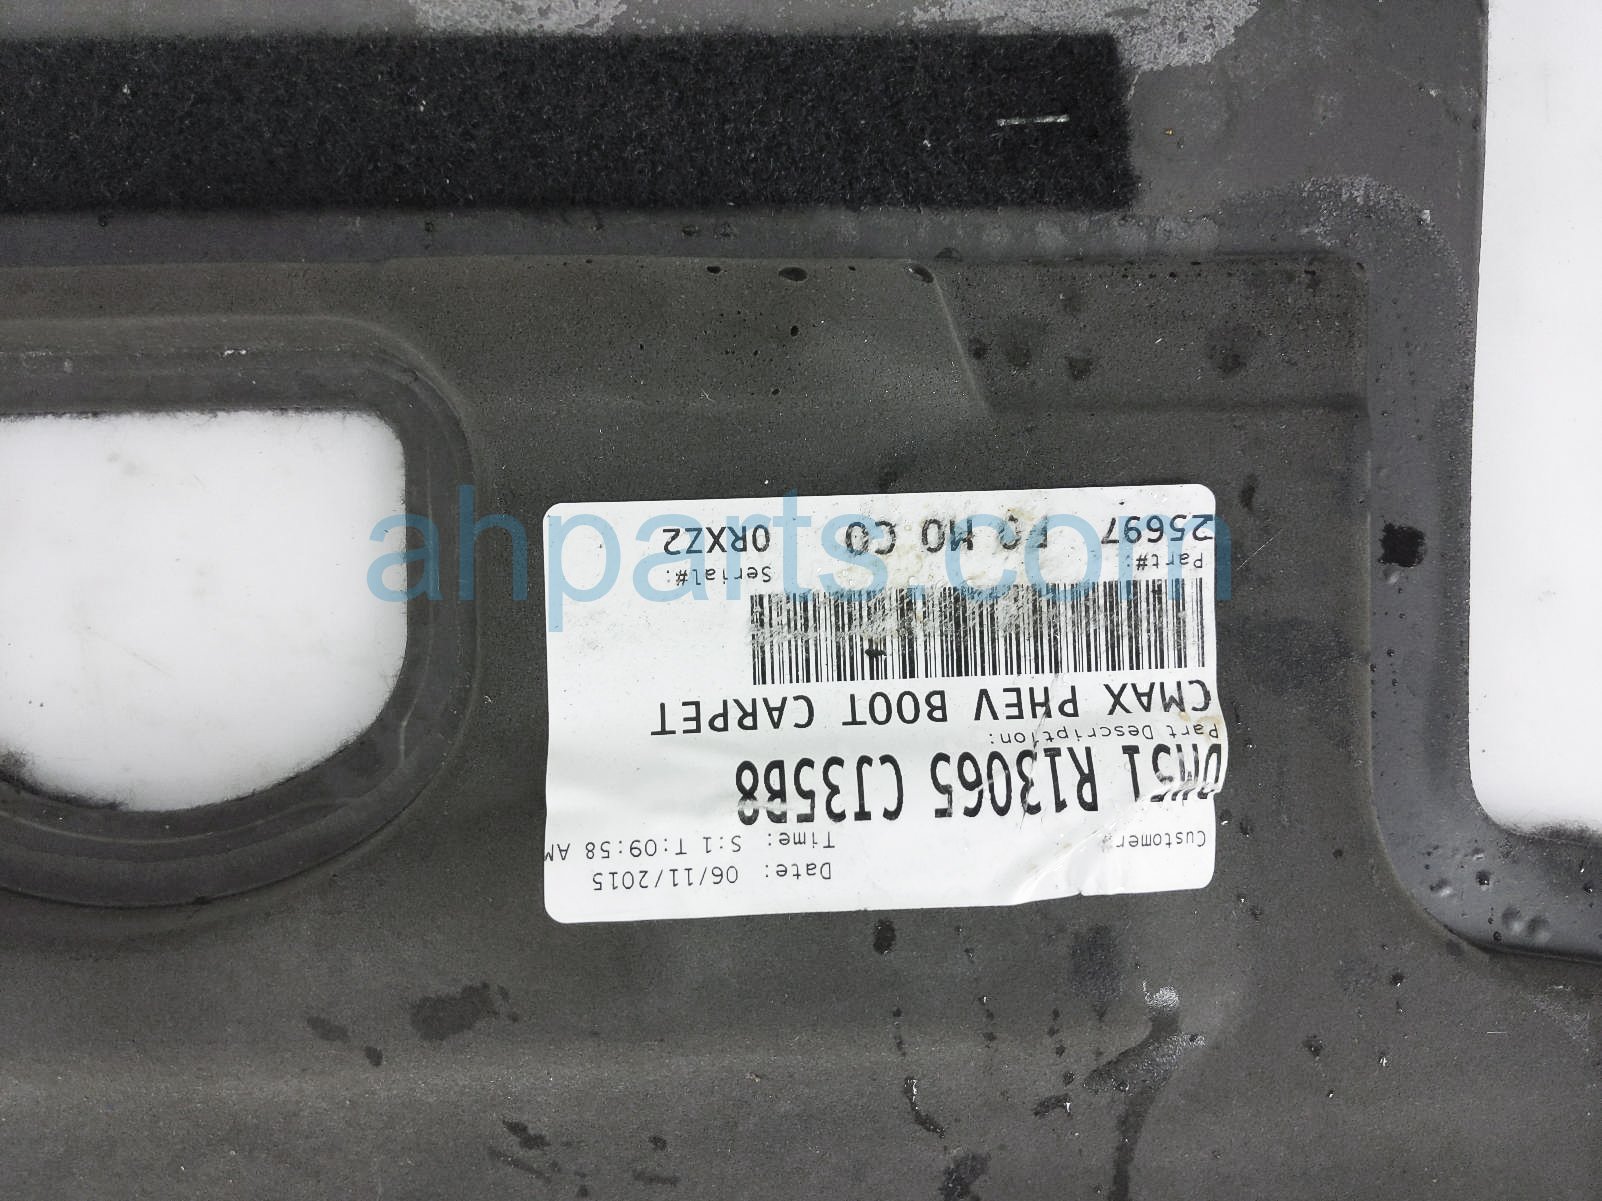 Date: 06/11/2015
Time: S:1 T:09:58 AM
Customer#
DM51 R13065 CJ35B8
Part Description:
CMAX PHEV BOOT CARPET
Part#:
Serial#:
25697 FO MO CO
0RXZ2
ahparts.com